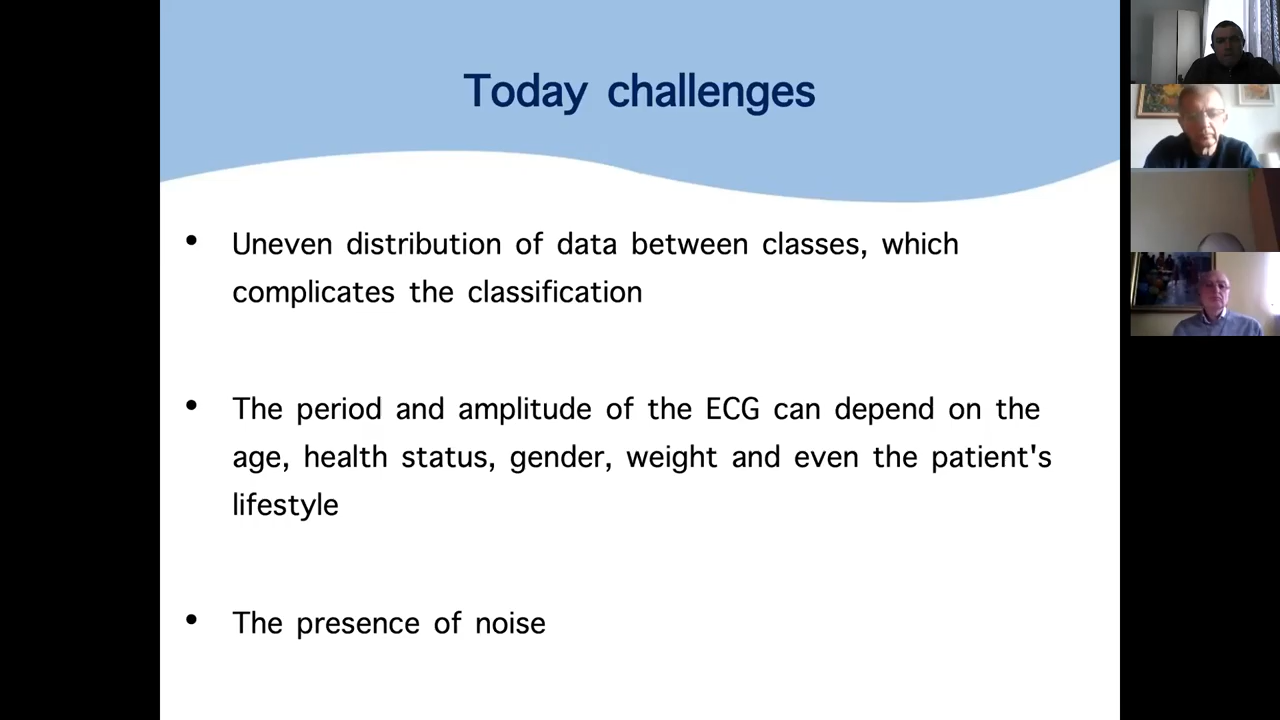 Today challenges
• Uneven distribution of data between classes, which
complicates the classification
• The period and amplitude of the ECG can depend on the
age, health status, gender, weight and even the patient's
lifestyle
• The presence of noise